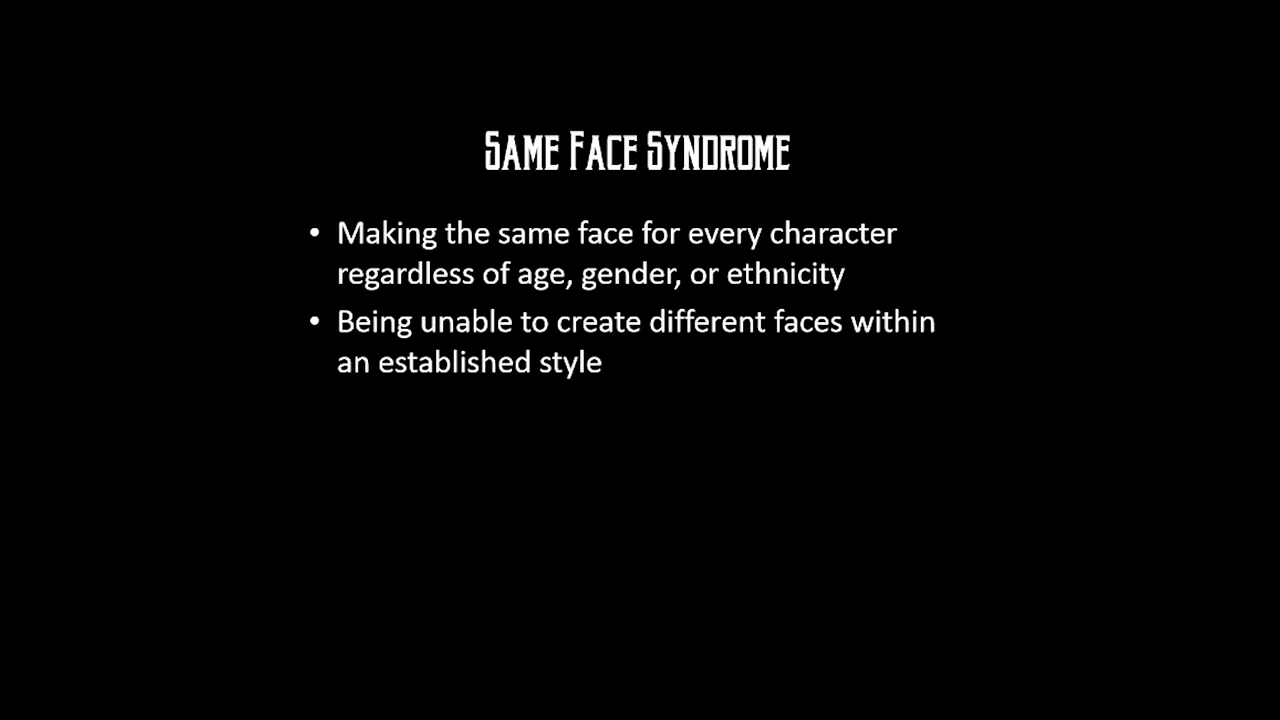 Same Face Syndrome
• Making the same face for every character
regardless of age, gender, or ethnicity
• Being unable to create different faces within
an established style